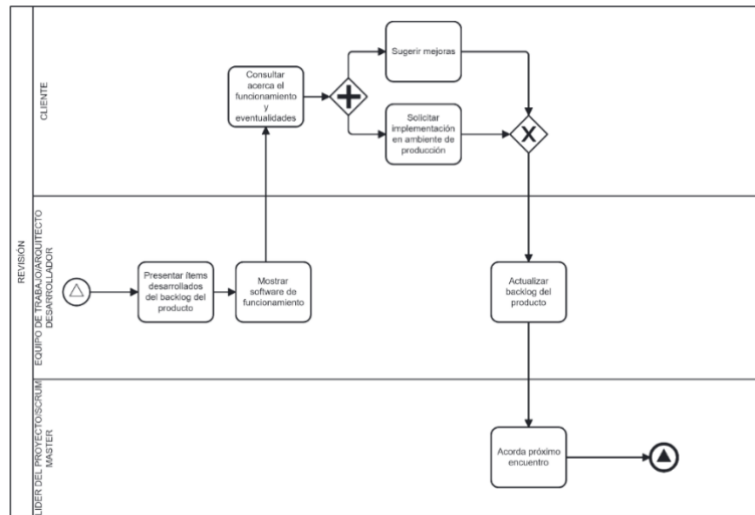 REVISIÓN
CLIENTE
Consultar
acerca el
funcionamiento
y
eventualidades
Sugerir mejoras
Solicitar
implementación
en ambiente de
producción
EQUIPO DE TRABAJO/ARQUITECTO
DESARROLLADOR
Presentar ítems
desarrollados
del backlog del
producto
Mostrar
software de
funcionamiento
Actualizar
backlog del
producto
LIDER DEL PROYECTO/SCRUM
MASTER
Acorda próximo
encuentro